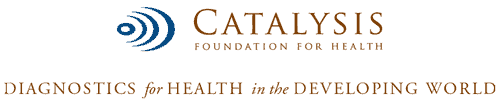 CATALYSIS
FOUNDATION FOR HEALTH
DIAGNOSTICS for HEALTH in the DEVELOPING WORLD